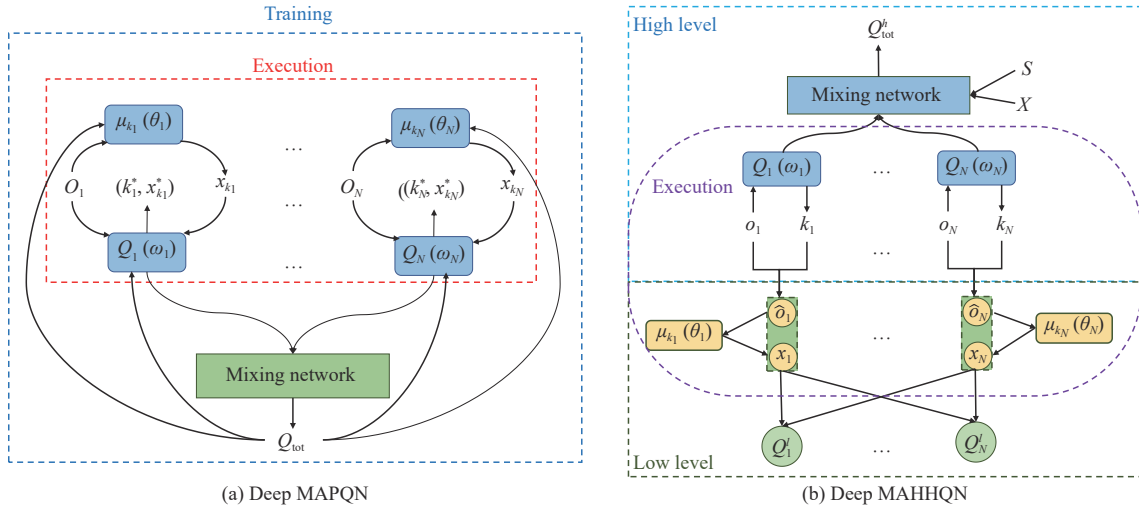 Training
Execution
μ_{k_1}(θ_1)
...
μ_{k_N}(θ_N)
O_1
(k_1^*, x_{k_1}^*)
x_{k_1}
...
O_N
((k_N^*, x_{k_N}^*)
x_{k_N}
Q_1(ω_1)
...
Q_N(ω_N)
Mixing network
Q_tot
(a) Deep MAPQN
High level
Q_tot^h
Mixing network
S
X
Execution
Q_1(ω_1)
...
Q_N(ω_N)
o_1
k_1
o_N
k_N
ô_1
...
ô_N
μ_{k_1}(θ_1)
μ_{k_N}(θ_N)
x_1
...
x_N
Q_1^l
...
Q_N^l
Low level
(b) Deep MAHHQN